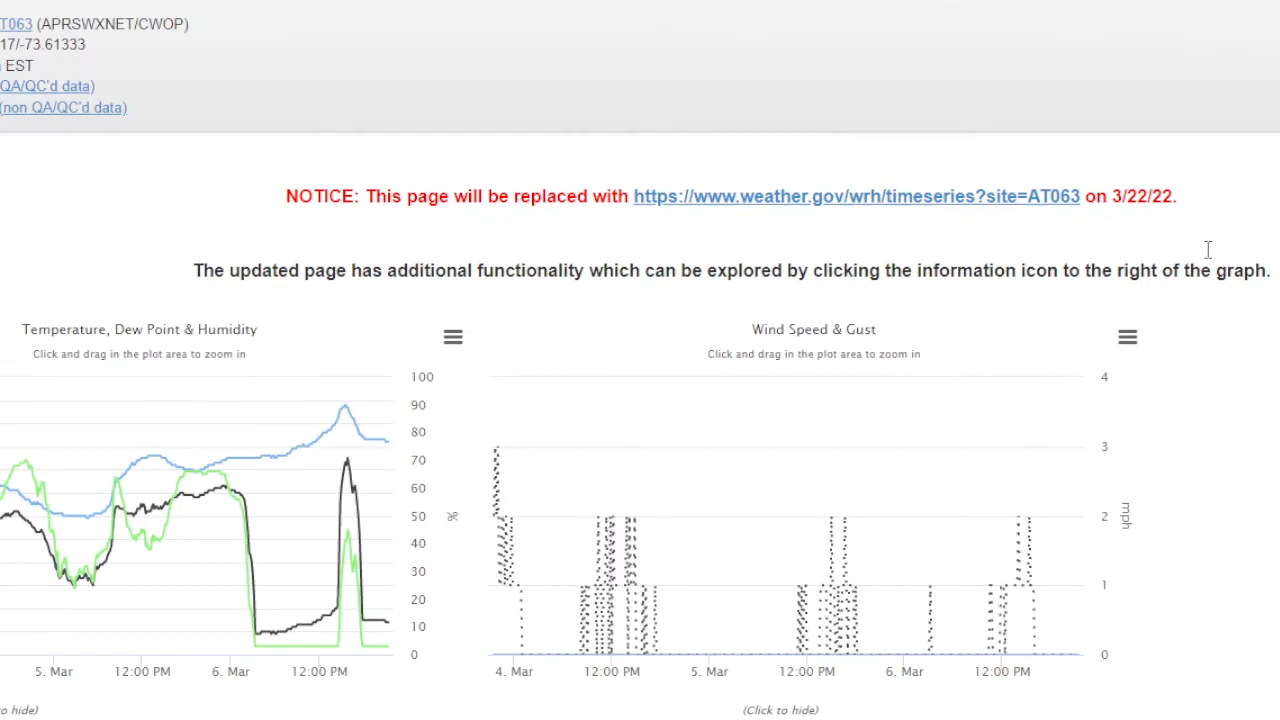 T063 (APRSWXNET/CWOP)
17/-73.61333
EST
QA/QC'd data)
(non QA/QC'd data)
NOTICE: This page will be replaced with https://www.weather.gov/wrh/timeseries?site=AT063 on 3/22/22.
The updated page has additional functionality which can be explored by clicking the information icon to the right of the graph.
Temperature, Dew Point & Humidity
Click and drag in the plot area to zoom in
100
90
80
70
60
50
40
30
20
10
0
%
5. Mar 12:00 PM 6. Mar 12:00 PM
o hide)
Wind Speed & Gust
Click and drag in the plot area to zoom in
4
3
2
1
0
mph
4. Mar 12:00 PM 5. Mar 12:00 PM 6. Mar 12:00 PM
(Click to hide)